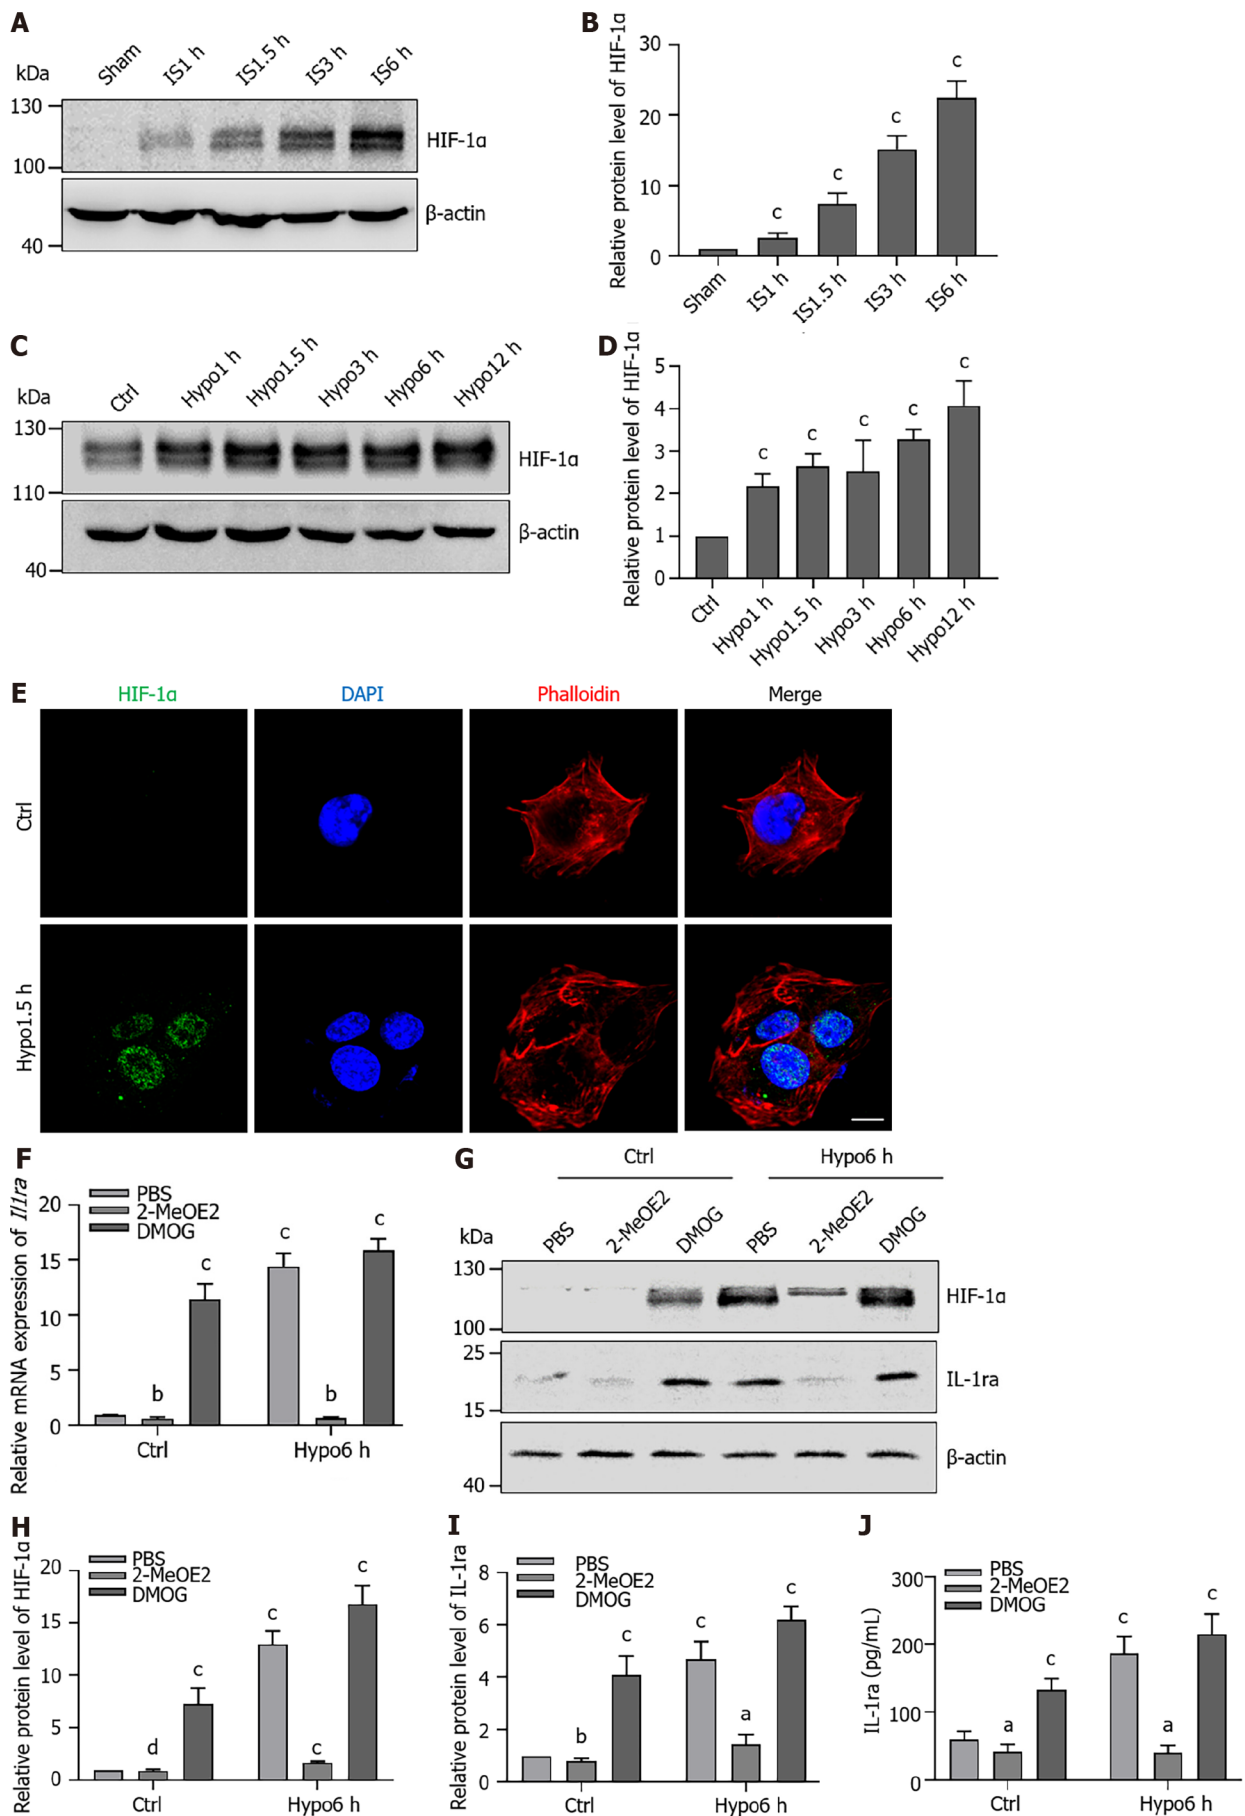 A
kDa
Sham
IS1 h
IS1.5 h
IS3 h
IS6 h
130
HIF-1α
100
β-actin
40
B
Relative protein level of HIF-1α
30
20
10
0
c
c
c
c
Sham
IS1 h
IS1.5 h
IS3 h
IS6 h
C
kDa
Ctrl
Hypo1 h
Hypo1.5 h
Hypo3 h
Hypo6 h
Hypo12 h
130
HIF-1α
110
β-actin
40
D
Relative protein level of HIF-1α
5
4
3
2
1
0
c
c
c
c
c
Ctrl
Hypo1 h
Hypo1.5 h
Hypo3 h
Hypo6 h
Hypo12 h
E
HIF-1α
DAPI
Phalloidin
Merge
Ctrl
Hypo1.5 h
F
Relative mRNA expression of Il1ra
20
15
10
5
0
PBS
2-MeOE2
DMOG
b
c
c
b
c
Ctrl
Hypo6 h
G
Ctrl
Hypo6 h
kDa
PBS
2-MeOE2
DMOG
PBS
2-MeOE2
DMOG
130
HIF-1α
100
25
IL-1ra
15
β-actin
40
H
Relative protein level of HIF-1α
20
15
10
5
0
PBS
2-MeOE2
DMOG
d
c
c
c
c
Ctrl
Hypo6 h
I
Relative protein level of IL-1ra
8
6
4
2
0
PBS
2-MeOE2
DMOG
b
c
c
a
c
Ctrl
Hypo6 h
J
IL-1ra (pg/mL)
300
200
100
0
PBS
2-MeOE2
DMOG
a
c
c
a
c
Ctrl
Hypo6 h